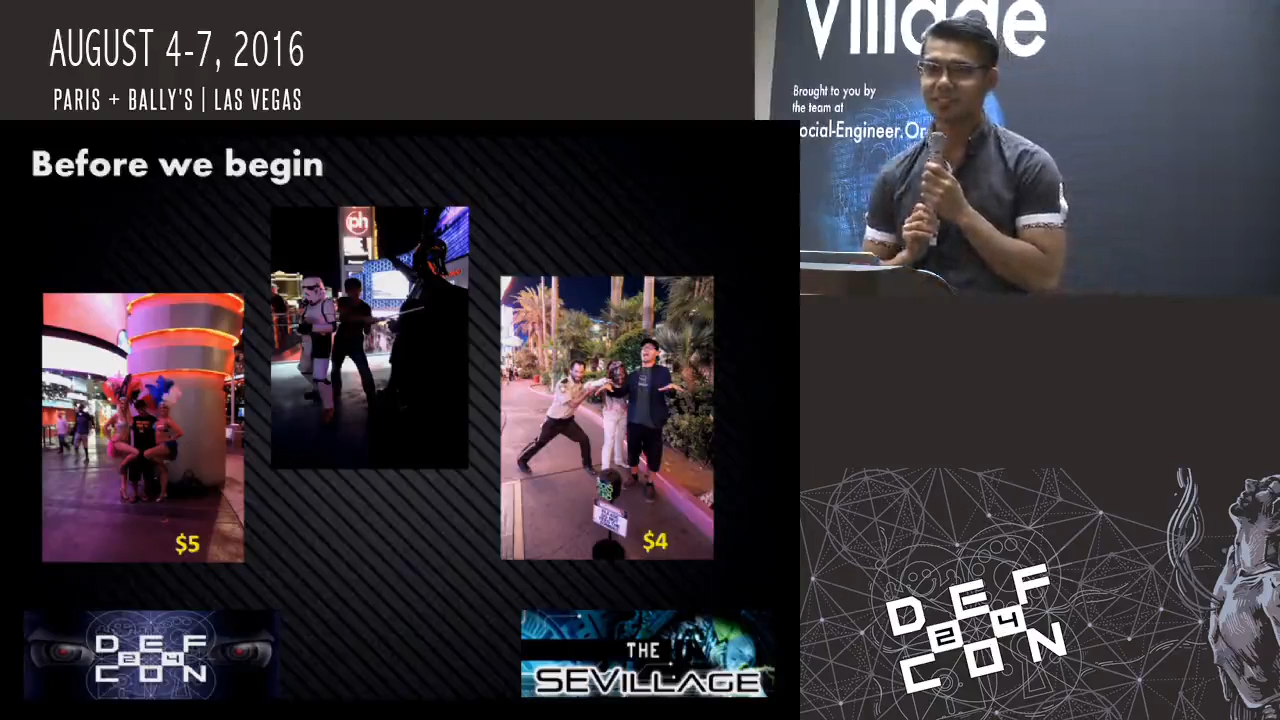 AUGUST 4-7, 2016
PARIS + BALLY'S | LAS VEGAS
Village
Brought to you by
the team at
ocial-Engineer.Or
Before we begin
ph
$5
$4
DEF
24
CON
THE
SEVILLAGE
DEF
24
CON